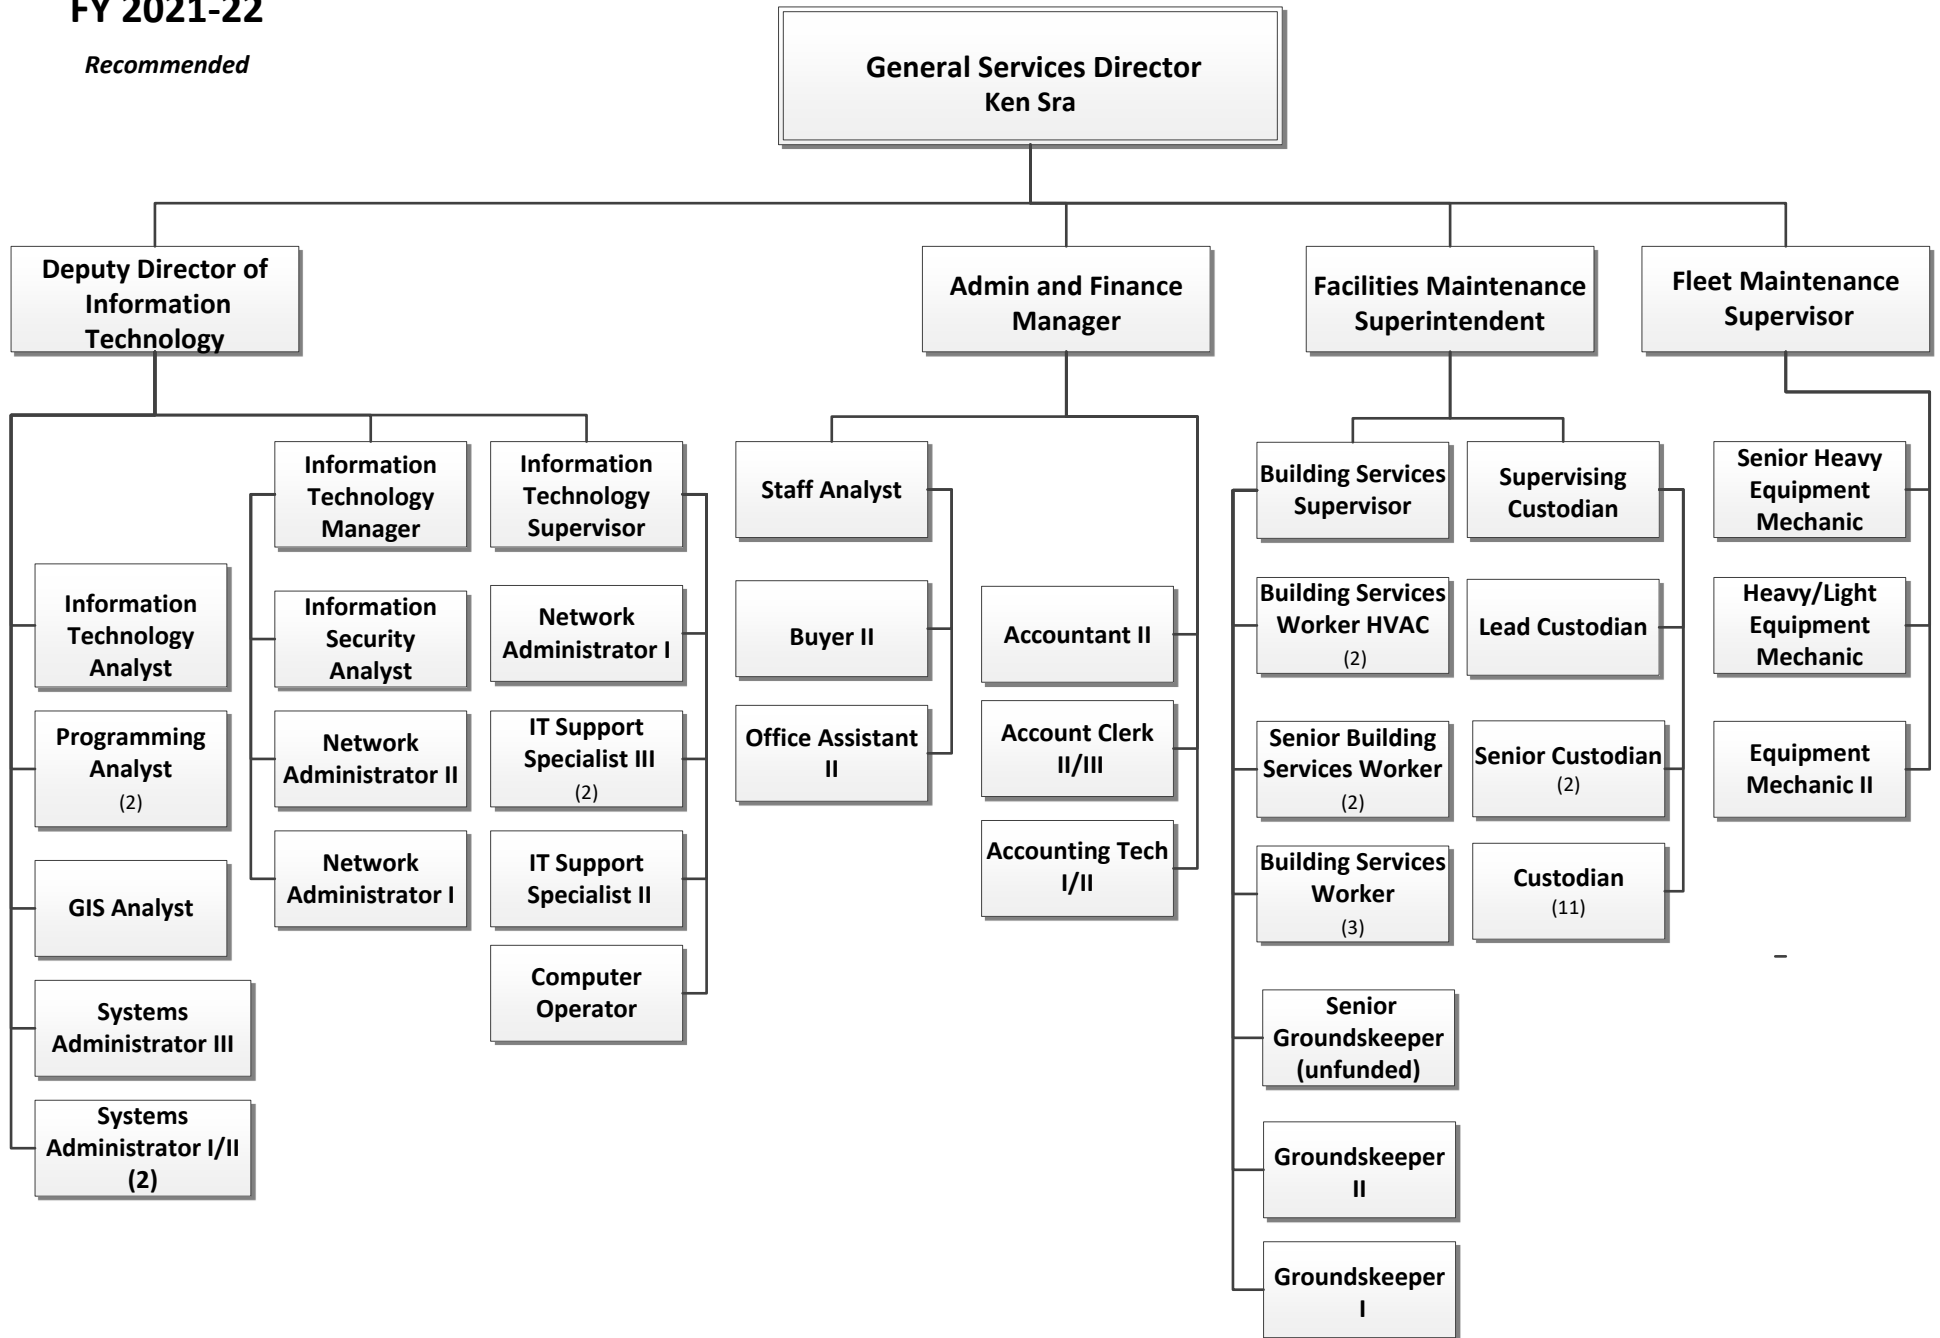 FY 2021-22
Recommended
General Services Director
Ken Sra
Deputy Director of
Information
Technology
Admin and Finance
Manager
Facilities Maintenance
Superintendent
Fleet Maintenance
Supervisor
Information
Technology
Analyst
Programming
Analyst
(2)
GIS Analyst
Systems
Administrator III
Systems
Administrator I/II
(2)
Information
Technology
Manager
Information
Security
Analyst
Network
Administrator II
Network
Administrator I
Information
Technology
Supervisor
Network
Administrator I
IT Support
Specialist III
(2)
IT Support
Specialist II
Computer
Operator
Staff Analyst
Buyer II
Office Assistant
II
Accountant II
Account Clerk
II/III
Accounting Tech
I/II
Building Services
Supervisor
Building Services
Worker HVAC
(2)
Senior Building
Services Worker
(2)
Building Services
Worker
(3)
Senior
Groundskeeper
(unfunded)
Groundskeeper
II
Groundskeeper
I
Supervising
Custodian
Lead Custodian
Senior Custodian
(2)
Custodian
(11)
Senior Heavy
Equipment
Mechanic
Heavy/Light
Equipment
Mechanic
Equipment
Mechanic II